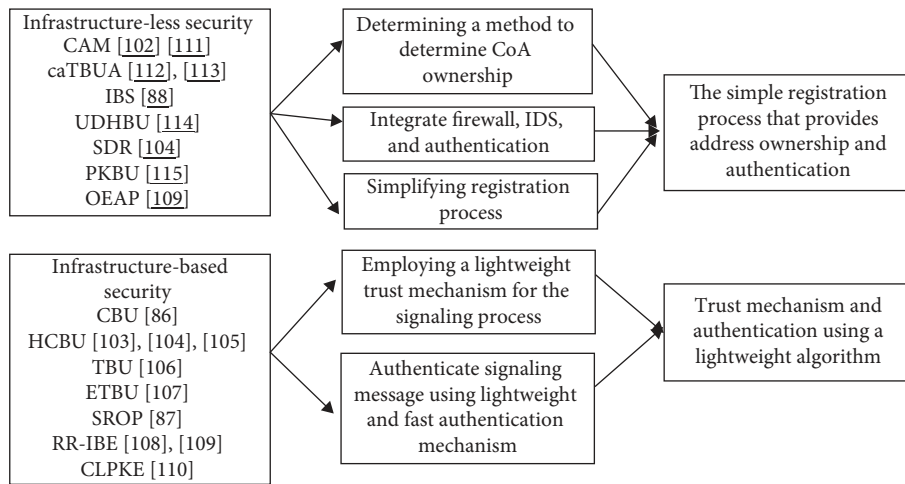 Infrastructure-less security
CAM [102] [111]
caTBUA [112], [113]
IBS [88]
UDHBU [114]
SDR [104]
PKBU [115]
OEAP [109]
Determining a method to
determine CoA
ownership
Integrate firewall, IDS,
and authentication
Simplifying registration
process
The simple registration
process that provides
address ownership and
authentication
Infrastructure-based
security
CBU [86]
HCBU [103], [104], [105]
TBU [106]
ETBU [107]
SROP [87]
RR-IBE [108], [109]
CLPKE [110]
Employing a lightweight
trust mechanism for the
signaling process
Authenticate signaling
message using lightweight
and fast authentication
mechanism
Trust mechanism and
authentication using a
lightweight algorithm